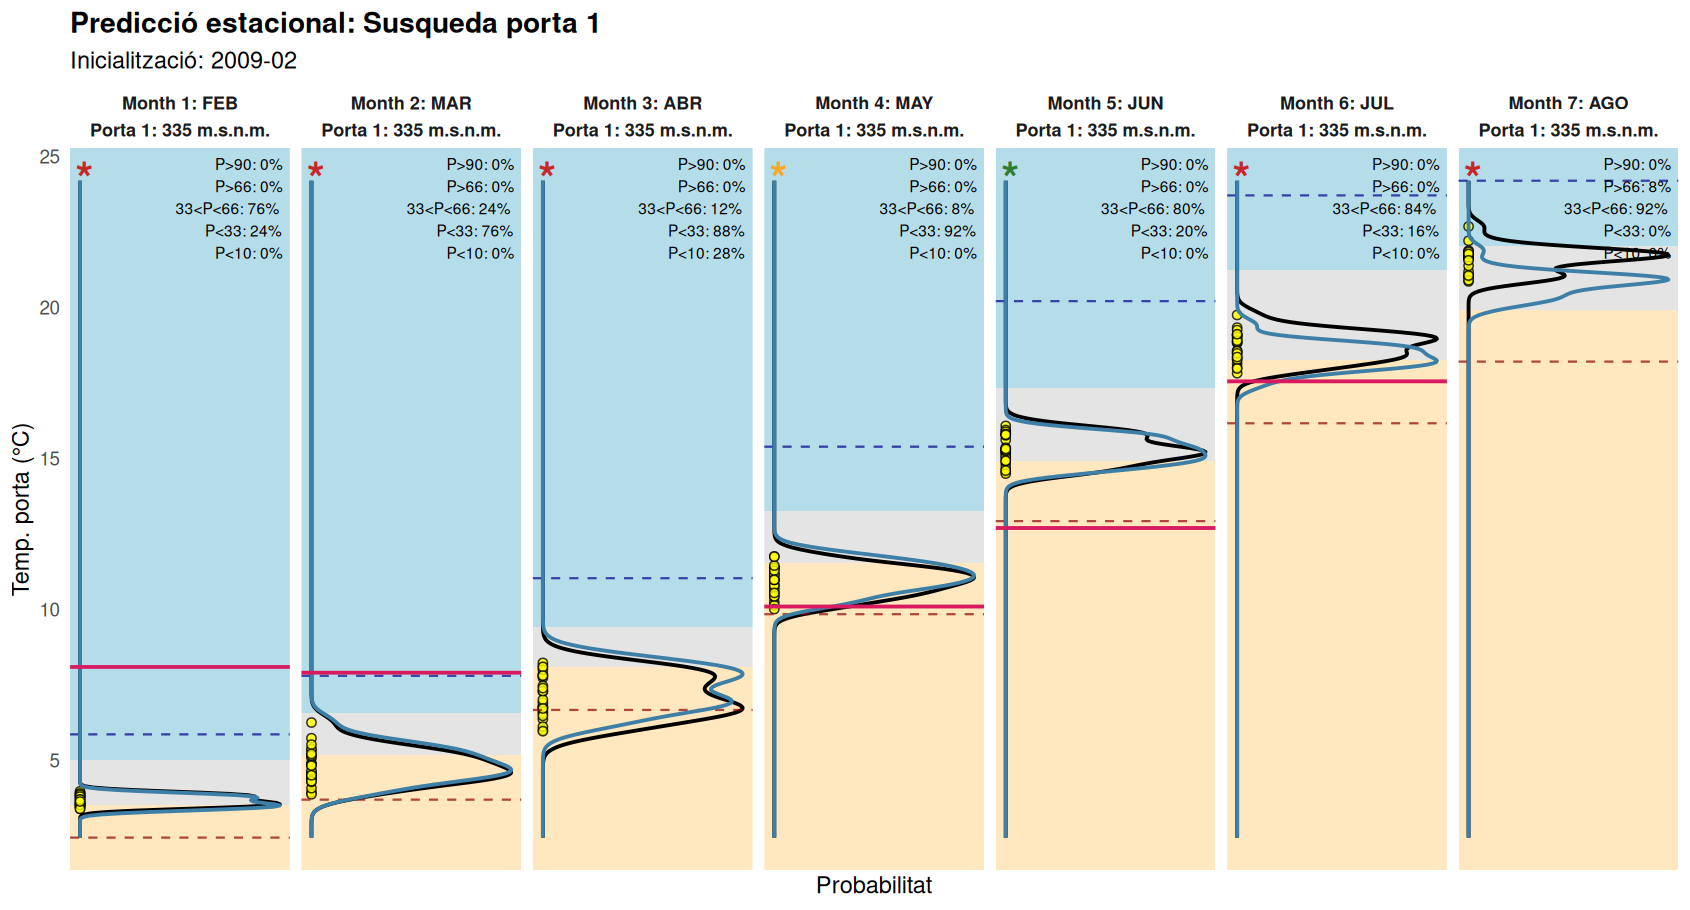 Predicció estacional: Susqueda porta 1
Inicialització: 2009-02
Month 1: FEB
Porta 1: 335 m.s.n.m.
Month 2: MAR
Porta 1: 335 m.s.n.m.
Month 3: ABR
Porta 1: 335 m.s.n.m.
Month 4: MAY
Porta 1: 335 m.s.n.m.
Month 5: JUN
Porta 1: 335 m.s.n.m.
Month 6: JUL
Porta 1: 335 m.s.n.m.
Month 7: AGO
Porta 1: 335 m.s.n.m.
Temp. porta (°C)
25
20
15
10
5
*
P>90: 0%
P>66: 0%
33<P<66: 76%
P<33: 24%
P<10: 0%
*
P>90: 0%
P>66: 0%
33<P<66: 24%
P<33: 76%
P<10: 0%
*
P>90: 0%
P>66: 0%
33<P<66: 12%
P<33: 88%
P<10: 28%
*
P>90: 0%
P>66: 0%
33<P<66: 8%
P<33: 92%
P<10: 0%
*
P>90: 0%
P>66: 0%
33<P<66: 80%
P<33: 20%
P<10: 0%
*
P>90: 0%
P>66: 0%
33<P<66: 84%
P<33: 16%
P<10: 0%
*
P>90: 0%
P>66: 8%
33<P<66: 92%
P<33: 0%
P<10: 0%
Probabilitat